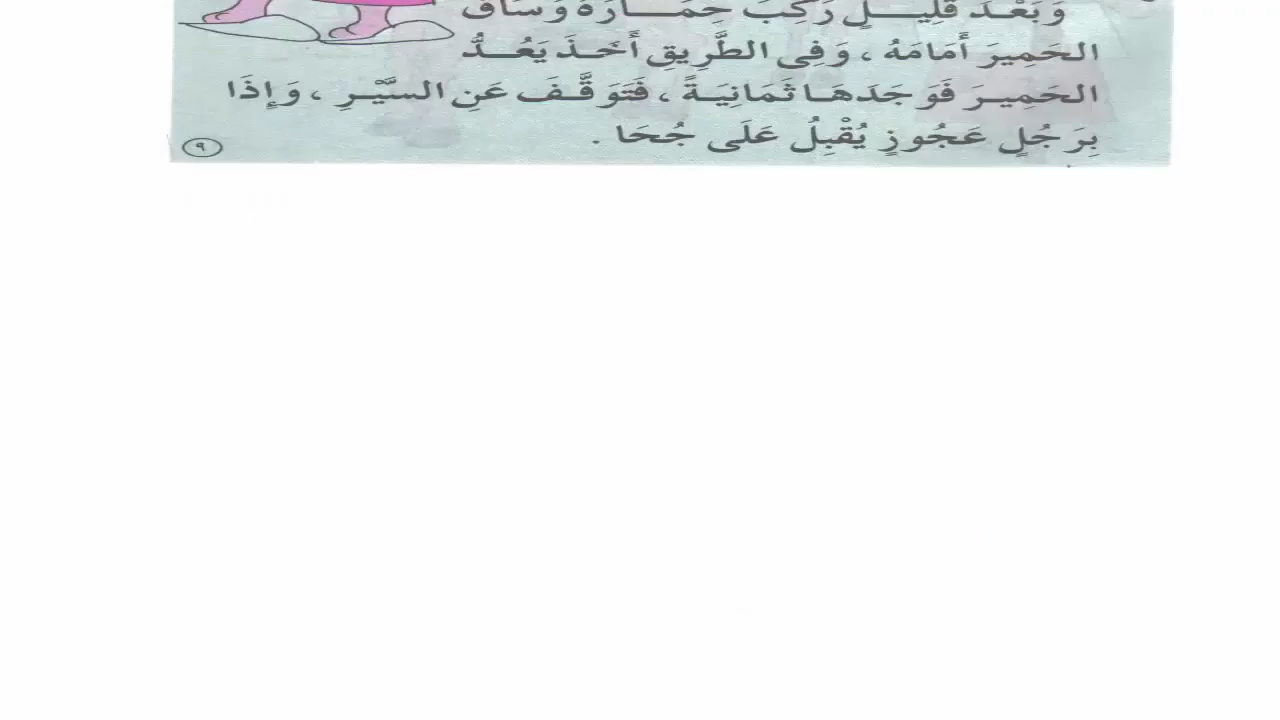 وَبَعْدَ قَلِيلٍ رَكِبَ حِمَارَهُ وَسَاقَ
الحَمِيرَ أَمَامَهُ ، وَفِى الطَّرِيقِ أَخَذَ يَعُدُّ
الحَمِيرَ فَوَجَدَهَا ثَمَانِيَةً ، فَتَوَقَّفَ عَنِ السَّيْرِ ، وَإِذَا
بِرَجُلٍ عَجُوزٍ يُقْبِلُ عَلَى جُحَا .
٩